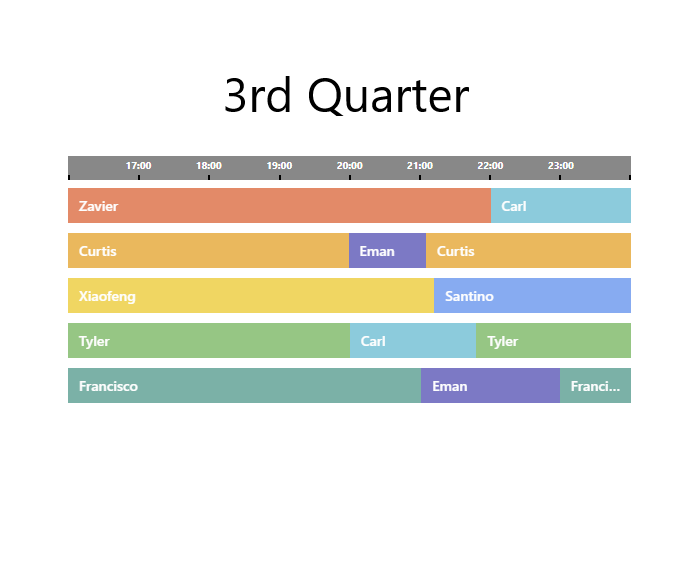 3rd Quarter
17:00 18:00 19:00 20:00 21:00 22:00 23:00
Zavier Carl
Curtis Eman Curtis
Xiaofeng Santino
Tyler Carl Tyler
Francisco Eman Franci...